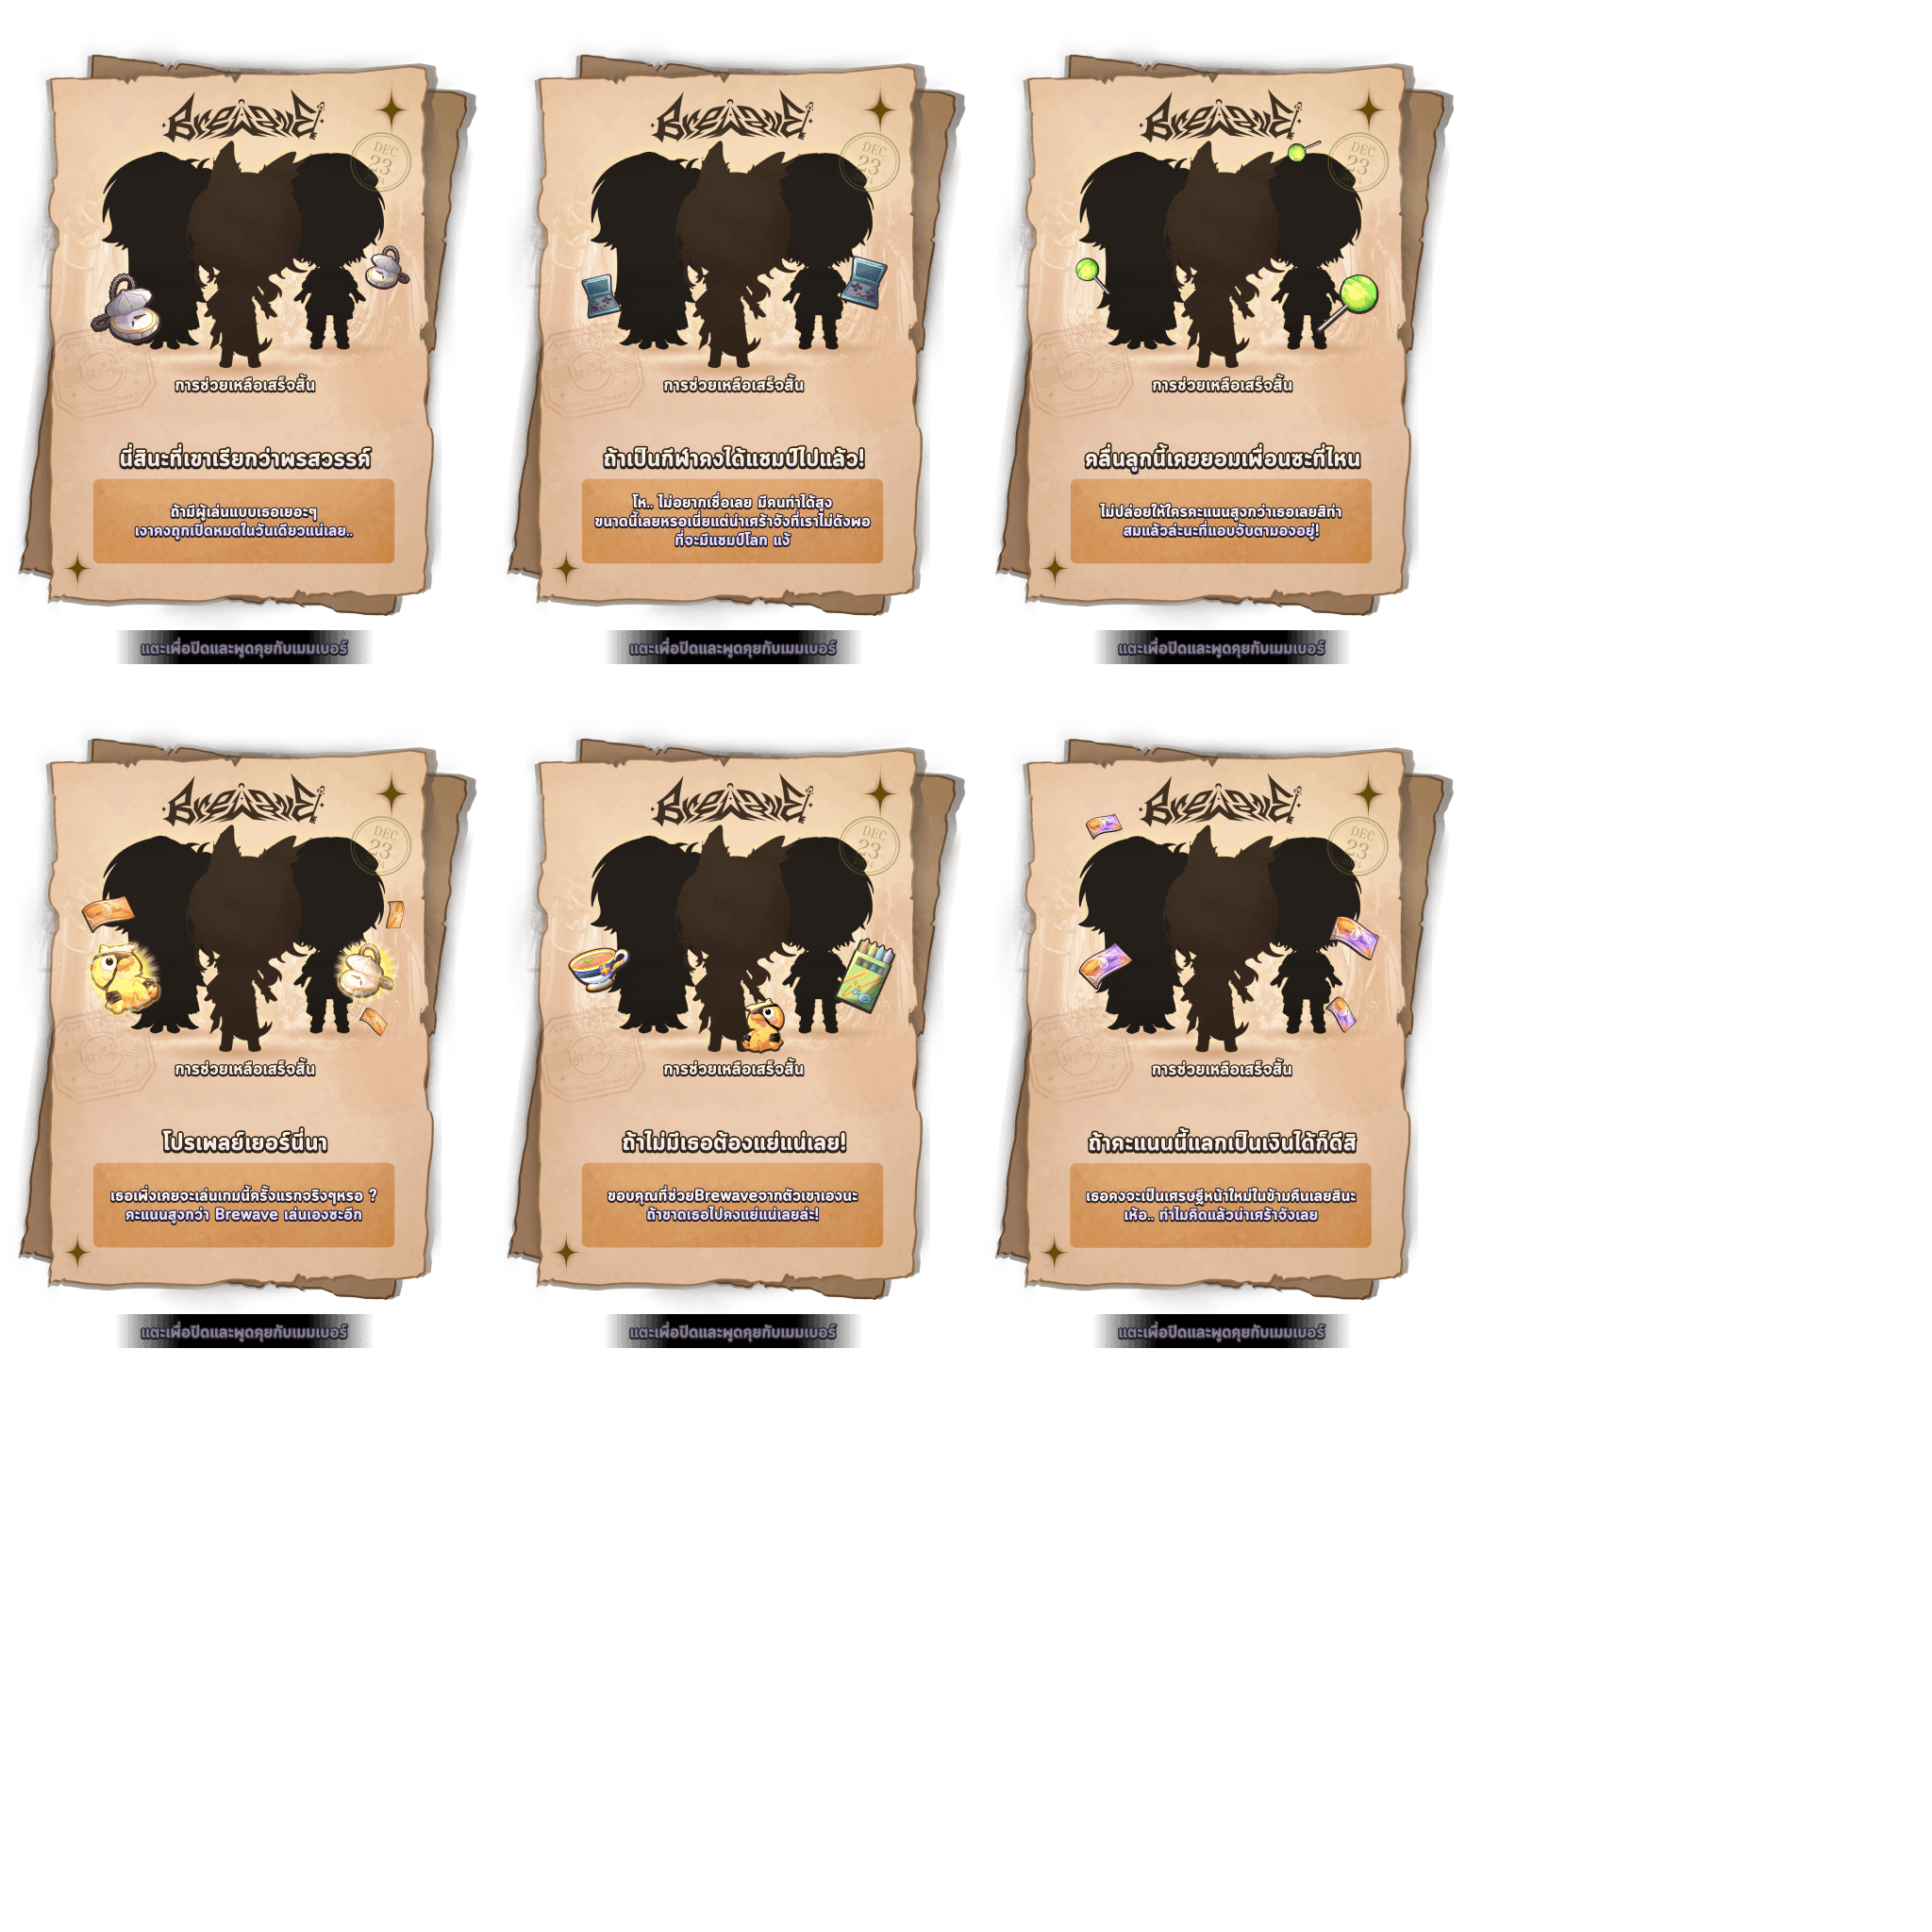 Brewave
DEC
23
การช่วยเหลือเสร็จสิ้น
นี่สินะที่เขาเรียกว่าพรสวรรค์
ถ้ามีผู้เล่นแบบเธอเยอะๆ
เงาคงถูกเปิดหมดในวันเดียวแน่เลย..
แตะเพื่อปิดและพูดคุยกับเมมเบอร์
Brewave
DEC
23
การช่วยเหลือเสร็จสิ้น
ถ้าเป็นกีฬาคงได้แชมป์ไปแล้ว!
โห.. ไม่อยากเชื่อเลย มีคนทำได้สูง
ขนาดนี้เลยหรอเนี่ยแต่น่าเศร้าจังที่เราไม่ดังพอ
ที่จะมีแชมป์โลก แง้
แตะเพื่อปิดและพูดคุยกับเมมเบอร์
Brewave
DEC
23
การช่วยเหลือเสร็จสิ้น
คลื่นลูกนี้เคยยอมเพื่อนซะที่ไหน
ไม่ปล่อยให้ใครคะแนนสูงกว่าเธอเลยสิท่า
สมแล้วล่ะนะที่แอบจับตามองอยู่!
แตะเพื่อปิดและพูดคุยกับเมมเบอร์
Brewave
DEC
23
การช่วยเหลือเสร็จสิ้น
โปรเพลย์เยอร์นี่นา
เธอเพิ่งเคยจะเล่นเกมนี้ครั้งแรกจริงๆหรอ ?
คะแนนสูงกว่า Brewave เล่นเองซะอีก
แตะเพื่อปิดและพูดคุยกับเมมเบอร์
Brewave
DEC
23
การช่วยเหลือเสร็จสิ้น
ถ้าไม่มีเธอต้องแย่แน่เลย!
ขอบคุณที่ช่วยBrewaveจากตัวเขาเองนะ
ถ้าขาดเธอไปคงแย่แน่เลยล่ะ!
แตะเพื่อปิดและพูดคุยกับเมมเบอร์
Brewave
DEC
23
การช่วยเหลือเสร็จสิ้น
ถ้าคะแนนนี้แลกเป็นเงินได้ก็ดีสิ
เธอคงจะเป็นเศรษฐีหน้าใหม่ในข้ามคืนเลยสินะ
เห้อ.. ทำไมคิดแล้วน่าเศร้าจังเลย
แตะเพื่อปิดและพูดคุยกับเมมเบอร์